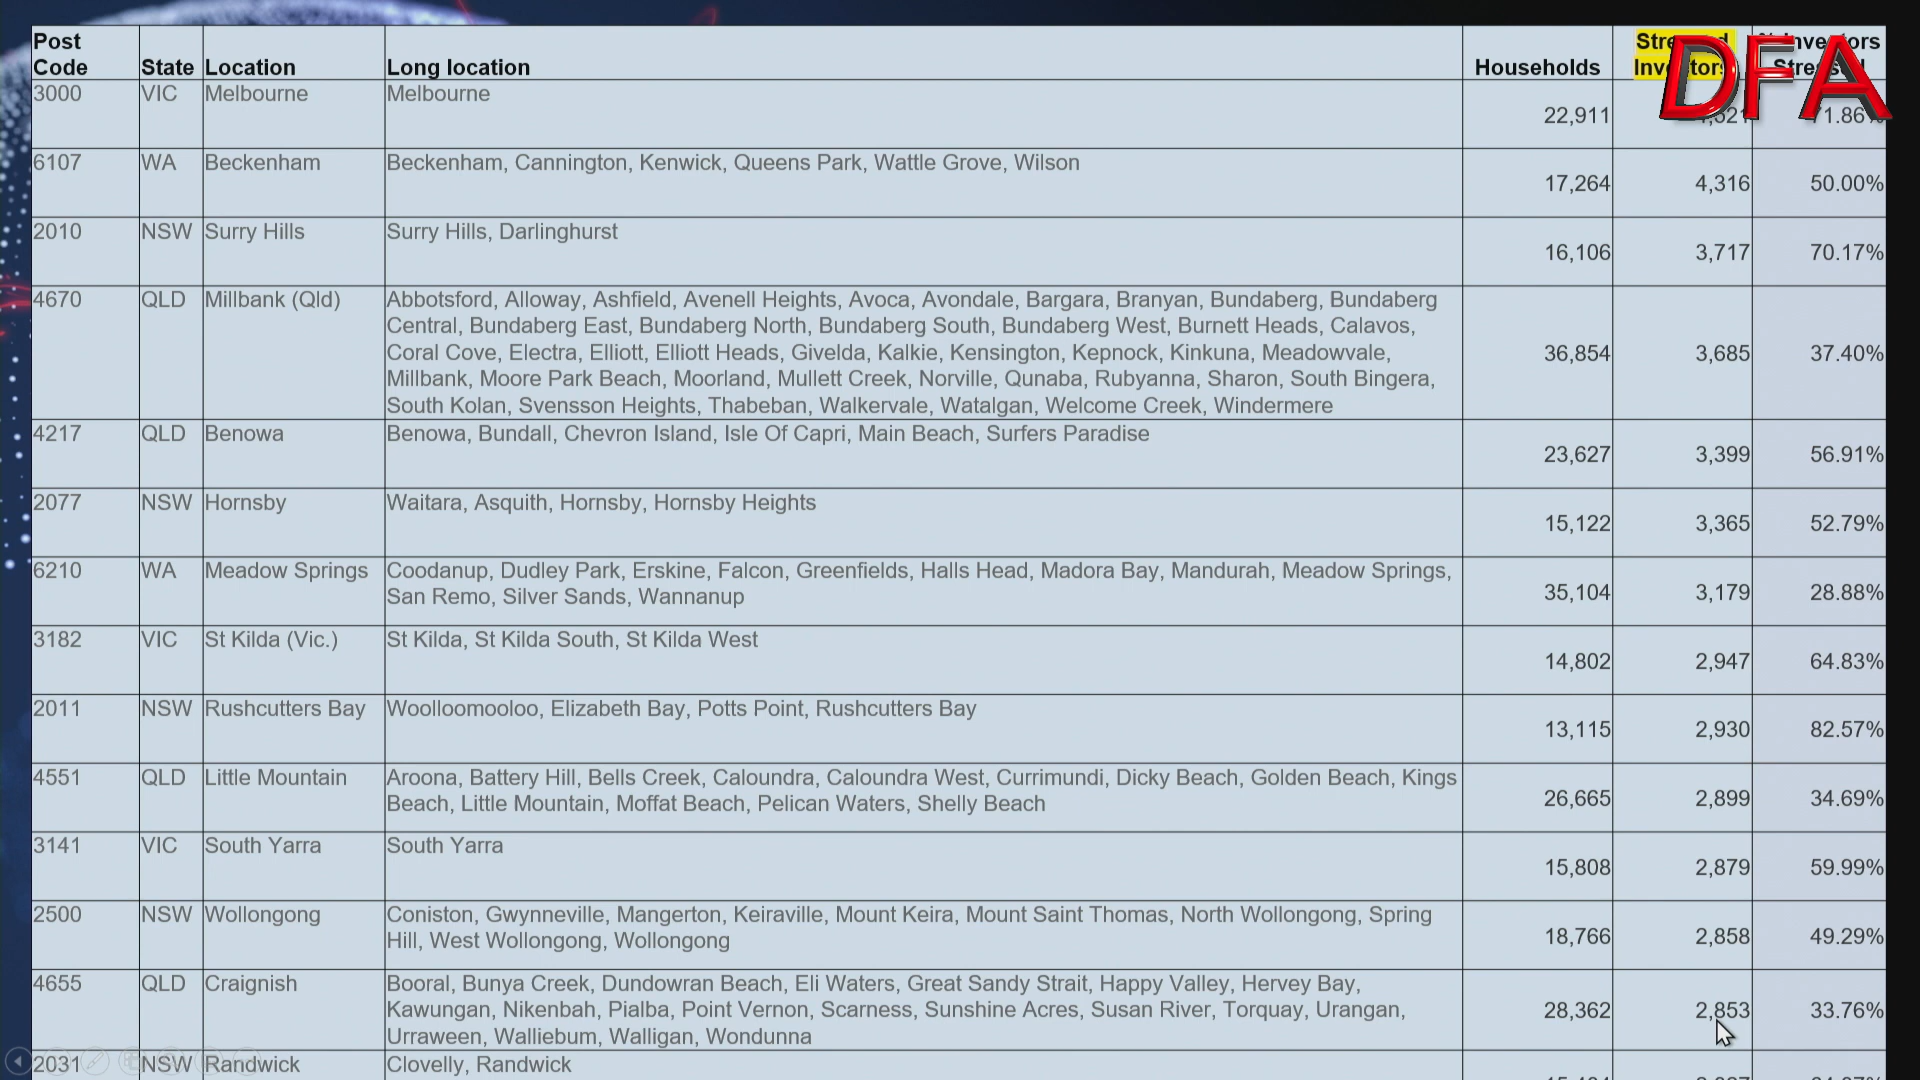 Post Code State Location Long location Households Investors
DFA
3000 VIC Melbourne Melbourne 22,911
6107 WA Beckenham Beckenham, Cannington, Kenwick, Queens Park, Wattle Grove, Wilson 17,264 4,316 50.00%
2010 NSW Surry Hills Surry Hills, Darlinghurst 16,106 3,717 70.17%
4670 QLD Millbank (Qld) Abbotsford, Alloway, Ashfield, Avenell Heights, Avoca, Avondale, Bargara, Branyan, Bundaberg, Bundaberg
Central, Bundaberg East, Bundaberg North, Bundaberg South, Bundaberg West, Burnett Heads, Calavos,
Coral Cove, Electra, Elliott, Elliott Heads, Givelda, Kalkie, Kensington, Kepnock, Kinkuna, Meadowvale, 36,854 3,685 37.40%
Millbank, Moore Park Beach, Moorland, Mullett Creek, Norville, Qunaba, Rubyanna, Sharon, South Bingera,
South Kolan, Svensson Heights, Thabeban, Walkervale, Watalgan, Welcome Creek, Windermere
4217 QLD Benowa Benowa, Bundall, Chevron Island, Isle Of Capri, Main Beach, Surfers Paradise 23,627 3,399 56.91%
2077 NSW Hornsby Waitara, Asquith, Hornsby, Hornsby Heights 15,122 3,365 52.79%
6210 WA Meadow Springs Coodanup, Dudley Park, Erskine, Falcon, Greenfields, Halls Head, Madora Bay, Mandurah, Meadow Springs,
San Remo, Silver Sands, Wannanup 35,104 3,179 28.88%
3182 VIC St Kilda (Vic.) St Kilda, St Kilda South, St Kilda West 14,802 2,947 64.83%
2011 NSW Rushcutters Bay Woolloomooloo, Elizabeth Bay, Potts Point, Rushcutters Bay 13,115 2,930 82.57%
4551 QLD Little Mountain Aroona, Battery Hill, Bells Creek, Caloundra, Caloundra West, Currimundi, Dicky Beach, Golden Beach, Kings
Beach, Little Mountain, Moffat Beach, Pelican Waters, Shelly Beach 26,665 2,899 34.69%
3141 VIC South Yarra South Yarra 15,808 2,879 59.99%
2500 NSW Wollongong Coniston, Gwynneville, Mangerton, Keiraville, Mount Keira, Mount Saint Thomas, North Wollongong, Spring
Hill, West Wollongong, Wollongong 18,766 2,858 49.29%
4655 QLD Craignish Booral, Bunya Creek, Dundowran Beach, Eli Waters, Great Sandy Strait, Happy Valley, Hervey Bay,
Kawungan, Nikenbah, Pialba, Point Vernon, Scarness, Sunshine Acres, Susan River, Torquay, Urangan, 28,362 2,853 33.76%
Urraween, Walliebum, Walligan, Wondunna
2031 NSW Randwick Clovelly, Randwick